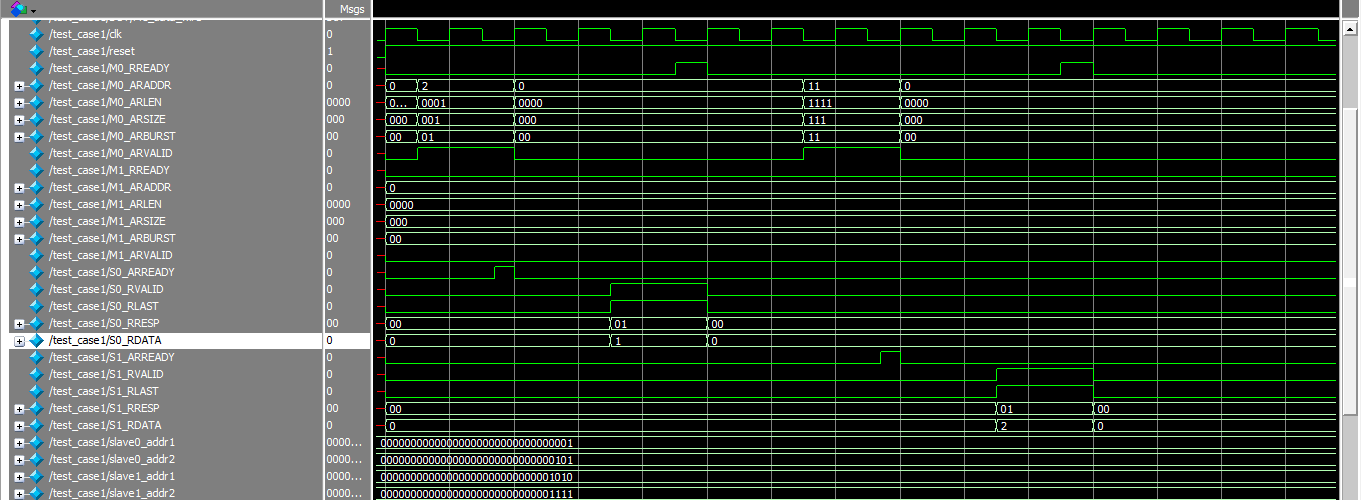 Msgs
/test_case1/clk 0
/test_case1/reset 1
/test_case1/M0_RREADY 0
/test_case1/M0_ARADDR 0 0 2 0 11 0
/test_case1/M0_ARLEN 0000 0... 0001 0000 1111 0000
/test_case1/M0_ARSIZE 000 000 001 000 111 000
/test_case1/M0_ARBURST 00 00 01 00 11 00
/test_case1/M0_ARVALID 0
/test_case1/M1_RREADY 0
/test_case1/M1_ARADDR 0 0
/test_case1/M1_ARLEN 0000 0000
/test_case1/M1_ARSIZE 000 000
/test_case1/M1_ARBURST 00 00
/test_case1/M1_ARVALID 0
/test_case1/S0_ARREADY 0
/test_case1/S0_RVALID 0
/test_case1/S0_RLAST 0
/test_case1/S0_RRESP 00 00 01 00
/test_case1/S0_RDATA 0 0 1 0
/test_case1/S1_ARREADY 0
/test_case1/S1_RVALID 0
/test_case1/S1_RLAST 0
/test_case1/S1_RRESP 00 00 01 00
/test_case1/S1_RDATA 0 0 2 0
/test_case1/slave0_addr1 0000... 00000000000000000000000000000001
/test_case1/slave0_addr2 0000... 00000000000000000000000000000101
/test_case1/slave1_addr1 0000... 00000000000000000000000000001010
/test_case1/slave1_addr2 0000... 00000000000000000000000000001111